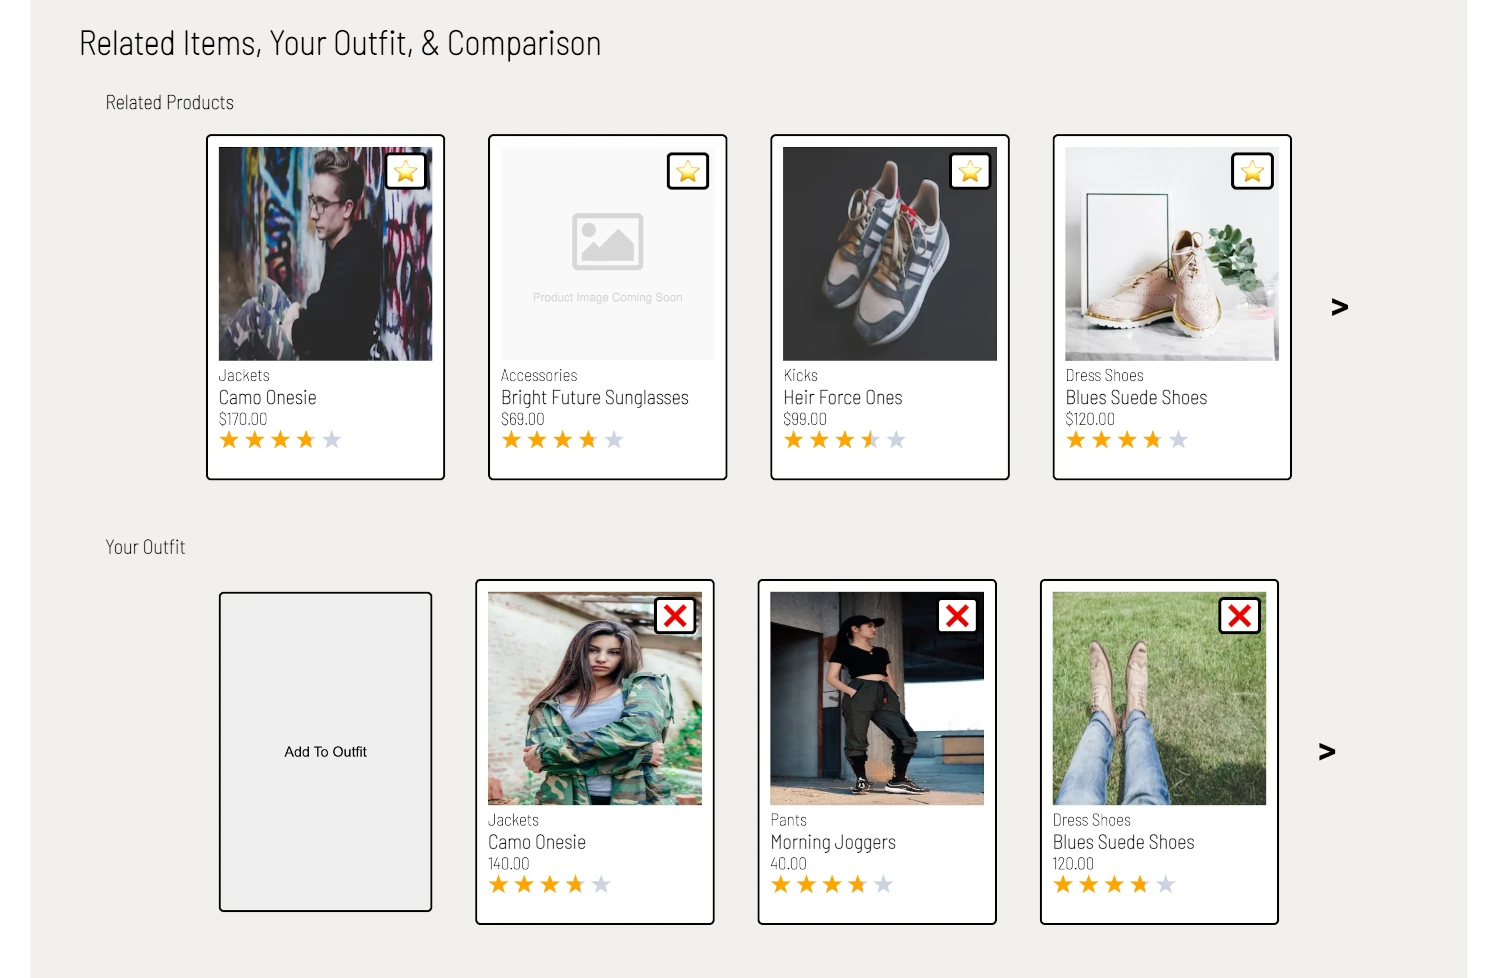 Related Items, Your Outfit, & Comparison
Related Products
Product Image Coming Soon
Jackets
Camo Onesie
$170.00
Accessories
Bright Future Sunglasses
$69.00
Kicks
Heir Force Ones
$99.00
Dress Shoes
Blues Suede Shoes
$120.00
>
Your Outfit
Add To Outfit
Jackets
Camo Onesie
140.00
Pants
Morning Joggers
40.00
Dress Shoes
Blues Suede Shoes
120.00
>